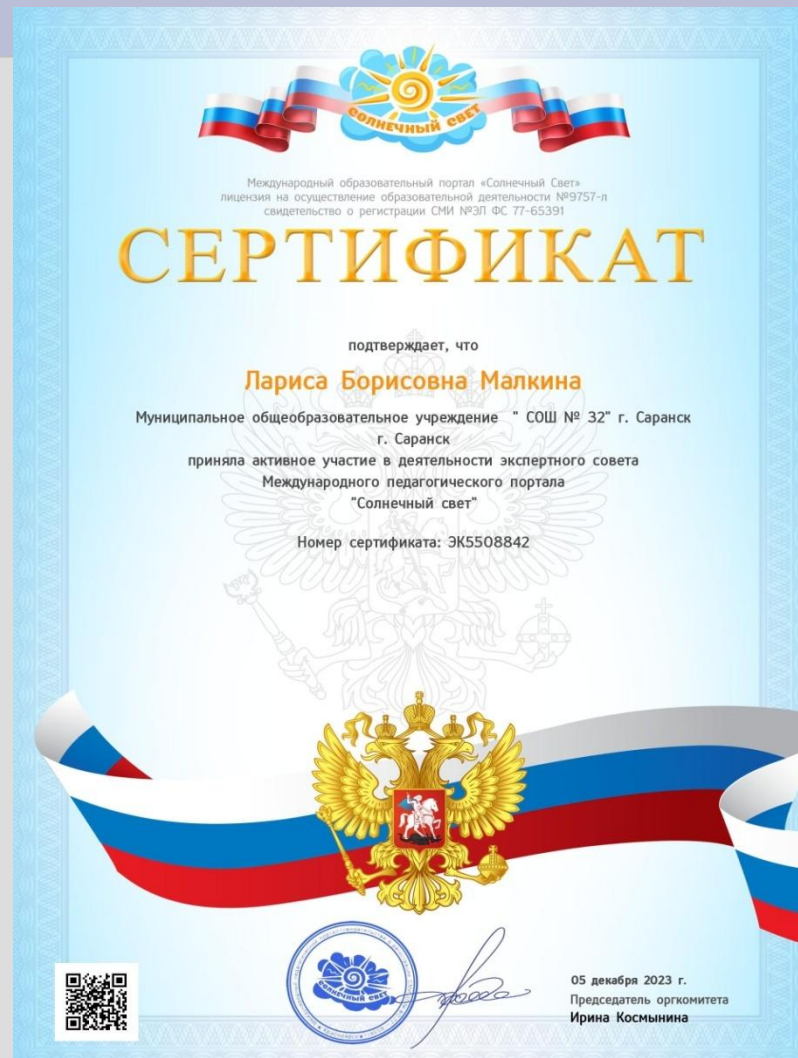 СОЛНЕЧНЫЙ СВЕТ
Международный образовательный портал «Солнечный Свет»
лицензия на осуществление образовательной деятельности №9757-л
свидетельство о регистрации СМИ №ЭЛ ФС 77-65391
СЕРТИФИКАТ
подтверждает, что
Лариса Борисовна Малкина
Муниципальное общеобразовательное учреждение " СОШ № 32" г. Саранск
г. Саранск
приняла активное участие в деятельности экспертного совета
Международного педагогического портала
"Солнечный свет"
Номер сертификата: ЭК5508842
СОЛНЕЧНЫЙ СВЕТ
05 декабря 2023 г.
Председатель оргкомитета
Ирина Космынина